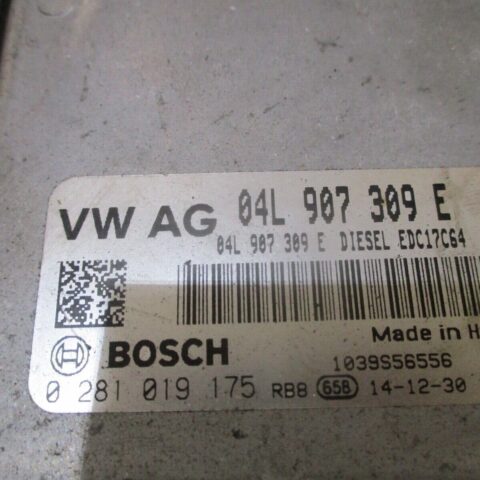 VW AG 04L 907 309 E
04L 907 309 E DIESEL EDC17C64
Made in H
BOSCH 1039S56556
0 281 019 175 RB8 65B 14-12-30